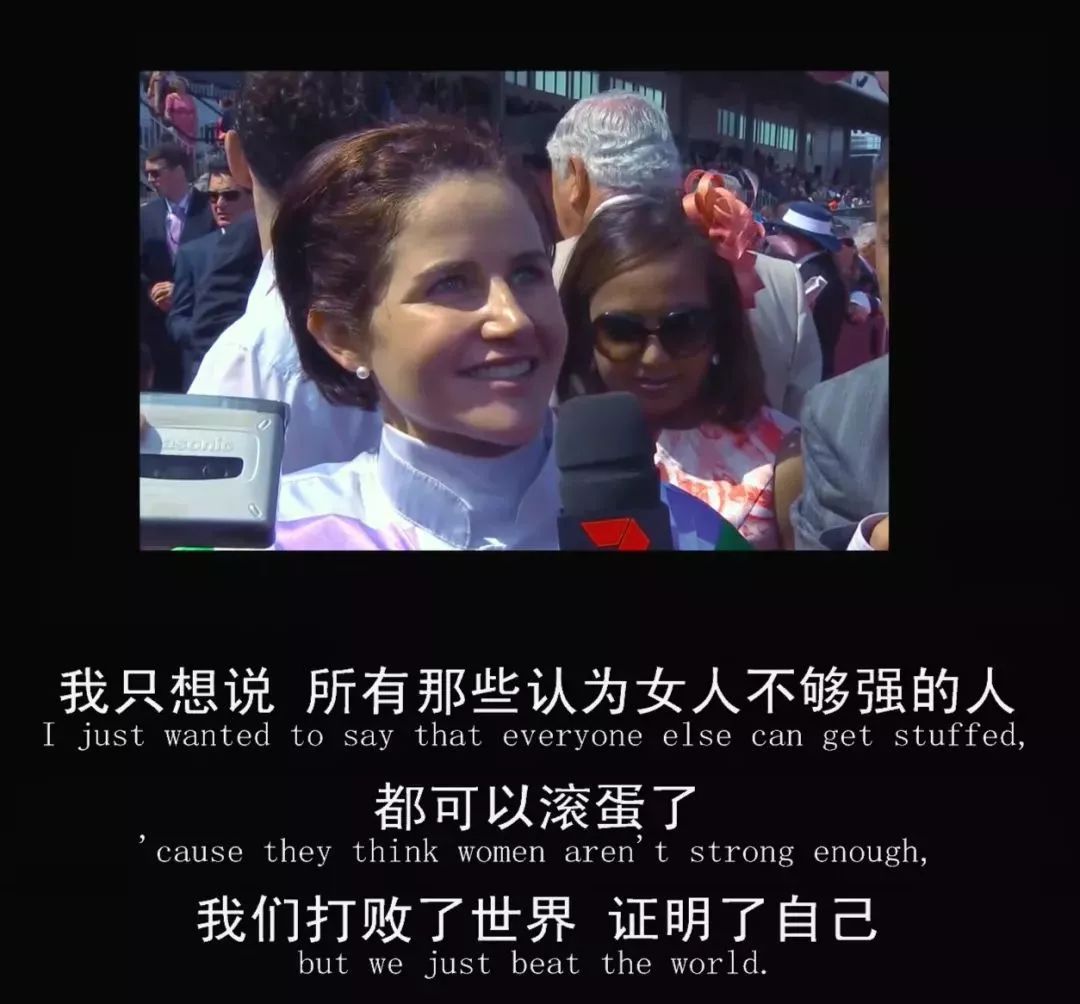 asonic
我只想说 所有那些认为女人不够强的人
I just wanted to say that everyone else can get stuffed,
都可以滚蛋了
'cause they think women aren't strong enough,
我们打败了世界 证明了自己
but we just beat the world.